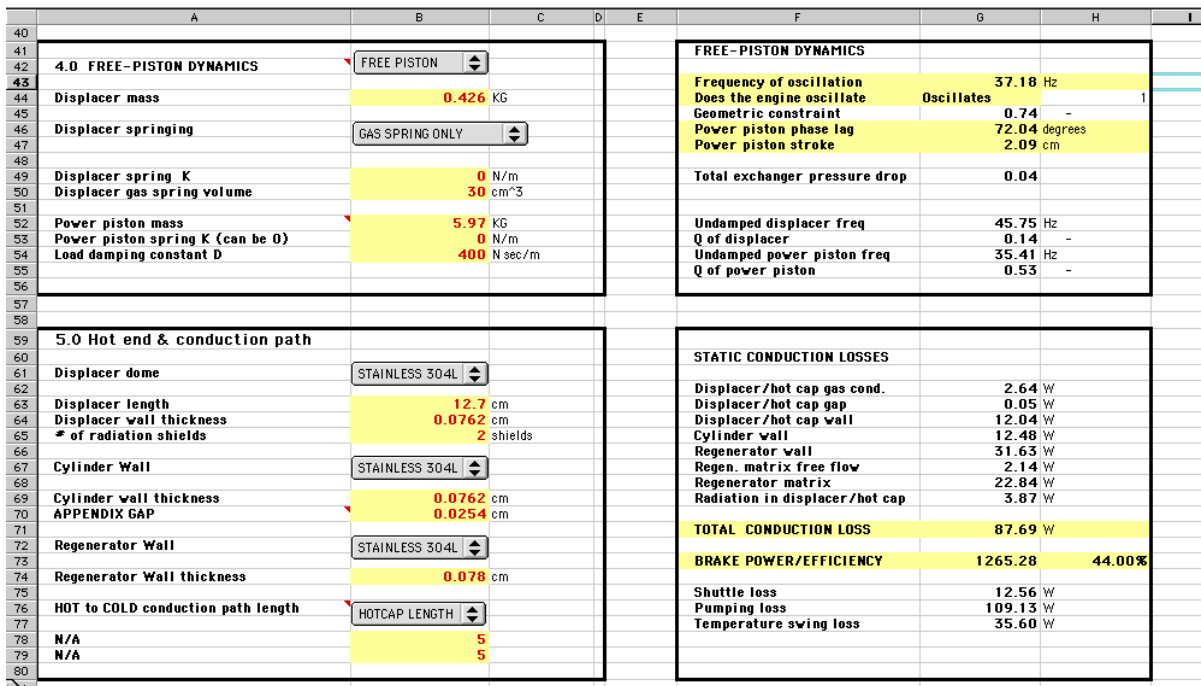 A B C D E F G H I
40
41 FREE-PISTON DYNAMICS
42 4.0 FREE-PISTON DYNAMICS FREE PISTON
43 Frequency of oscillation 37.18 Hz
44 Displacer mass 0.426 KG Does the engine oscillate Oscillates 1
45 Geometric constraint 0.74 -
46 Displacer springing GAS SPRING ONLY Power piston phase lag 72.04 degrees
47 Power piston stroke 2.09 cm
48
49 Displacer spring K 0 N/m Total exchanger pressure drop 0.04
50 Displacer gas spring volume 30 cm^3
51
52 Power piston mass 5.97 KG Undamped displacer freq 45.75 Hz
53 Power piston spring K (can be 0) 0 N/m Q of displacer 0.14 -
54 Load damping constant D 400 N sec/m Undamped power piston freq 35.41 Hz
55 Q of power piston 0.53 -
56
57
58
59 5.0 Hot end & conduction path
60 STATIC CONDUCTION LOSSES
61 Displacer dome STAINLESS 304L
62 Displacer/hot cap gas cond. 2.64 W
63 Displacer length 12.7 cm Displacer/hot cap gap 0.05 W
64 Displacer wall thickness 0.0762 cm Displacer/hot cap wall 12.04 W
65 # of radiation shields 2 shields Cylinder wall 12.48 W
66 Regenerator wall 31.63 W
67 Cylinder Wall STAINLESS 304L Regen. matrix free flow 2.14 W
68 Regenerator matrix 22.84 W
69 Cylinder wall thickness 0.0762 cm Radiation in displacer/hot cap 3.87 W
70 APPENDIX GAP 0.0254 cm
71 TOTAL CONDUCTION LOSS 87.69 W
72 Regenerator Wall STAINLESS 304L
73 BRAKE POWER/EFFICIENCY 1265.28 44.00%
74 Regenerator Wall thickness 0.078 cm
75 Shuttle loss 12.56 W
76 HOT to COLD conduction path length HOTCAP LENGTH Pumping loss 109.13 W
77 Temperature swing loss 35.60 W
78 N/A 5
79 N/A 5
80